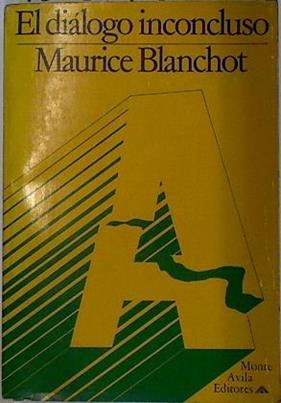 El diálogo inconcluso
Maurice Blanchot
A
Monte
Avila
Editores